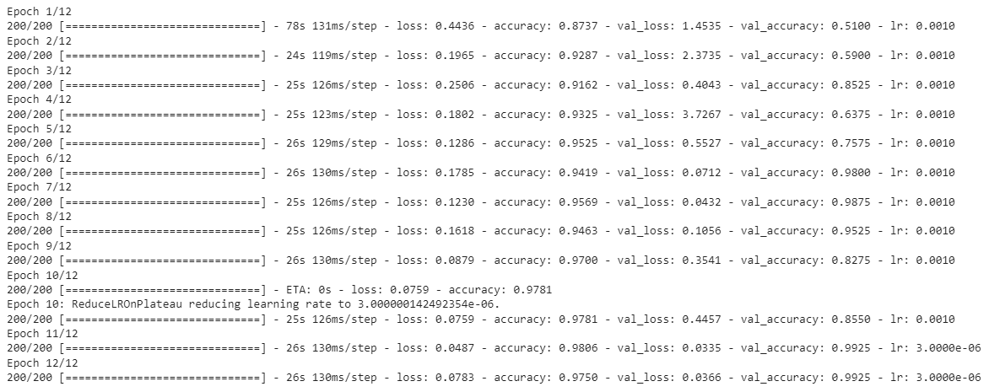 Epoch 1/12
200/200 [==============================] - 78s 131ms/step - loss: 0.4436 - accuracy: 0.8737 - val_loss: 1.4535 - val_accuracy: 0.5100 - lr: 0.0010
Epoch 2/12
200/200 [==============================] - 24s 119ms/step - loss: 0.1965 - accuracy: 0.9287 - val_loss: 2.3735 - val_accuracy: 0.5900 - lr: 0.0010
Epoch 3/12
200/200 [==============================] - 25s 126ms/step - loss: 0.2506 - accuracy: 0.9162 - val_loss: 0.4043 - val_accuracy: 0.8525 - lr: 0.0010
Epoch 4/12
200/200 [==============================] - 25s 123ms/step - loss: 0.1802 - accuracy: 0.9325 - val_loss: 3.7267 - val_accuracy: 0.6375 - lr: 0.0010
Epoch 5/12
200/200 [==============================] - 26s 129ms/step - loss: 0.1286 - accuracy: 0.9525 - val_loss: 0.5527 - val_accuracy: 0.7575 - lr: 0.0010
Epoch 6/12
200/200 [==============================] - 26s 130ms/step - loss: 0.1785 - accuracy: 0.9419 - val_loss: 0.0712 - val_accuracy: 0.9800 - lr: 0.0010
Epoch 7/12
200/200 [==============================] - 25s 126ms/step - loss: 0.1230 - accuracy: 0.9569 - val_loss: 0.0432 - val_accuracy: 0.9875 - lr: 0.0010
Epoch 8/12
200/200 [==============================] - 25s 126ms/step - loss: 0.1618 - accuracy: 0.9463 - val_loss: 0.1056 - val_accuracy: 0.9525 - lr: 0.0010
Epoch 9/12
200/200 [==============================] - 26s 130ms/step - loss: 0.0879 - accuracy: 0.9700 - val_loss: 0.3541 - val_accuracy: 0.8275 - lr: 0.0010
Epoch 10/12
200/200 [==============================] - ETA: 0s - loss: 0.0759 - accuracy: 0.9781
Epoch 10: ReduceLROnPlateau reducing learning rate to 3.000000142492354e-06.
200/200 [==============================] - 25s 126ms/step - loss: 0.0759 - accuracy: 0.9781 - val_loss: 0.4457 - val_accuracy: 0.8550 - lr: 0.0010
Epoch 11/12
200/200 [==============================] - 26s 130ms/step - loss: 0.0487 - accuracy: 0.9806 - val_loss: 0.0335 - val_accuracy: 0.9925 - lr: 3.0000e-06
Epoch 12/12
200/200 [==============================] - 26s 130ms/step - loss: 0.0783 - accuracy: 0.9750 - val_loss: 0.0366 - val_accuracy: 0.9925 - lr: 3.0000e-06